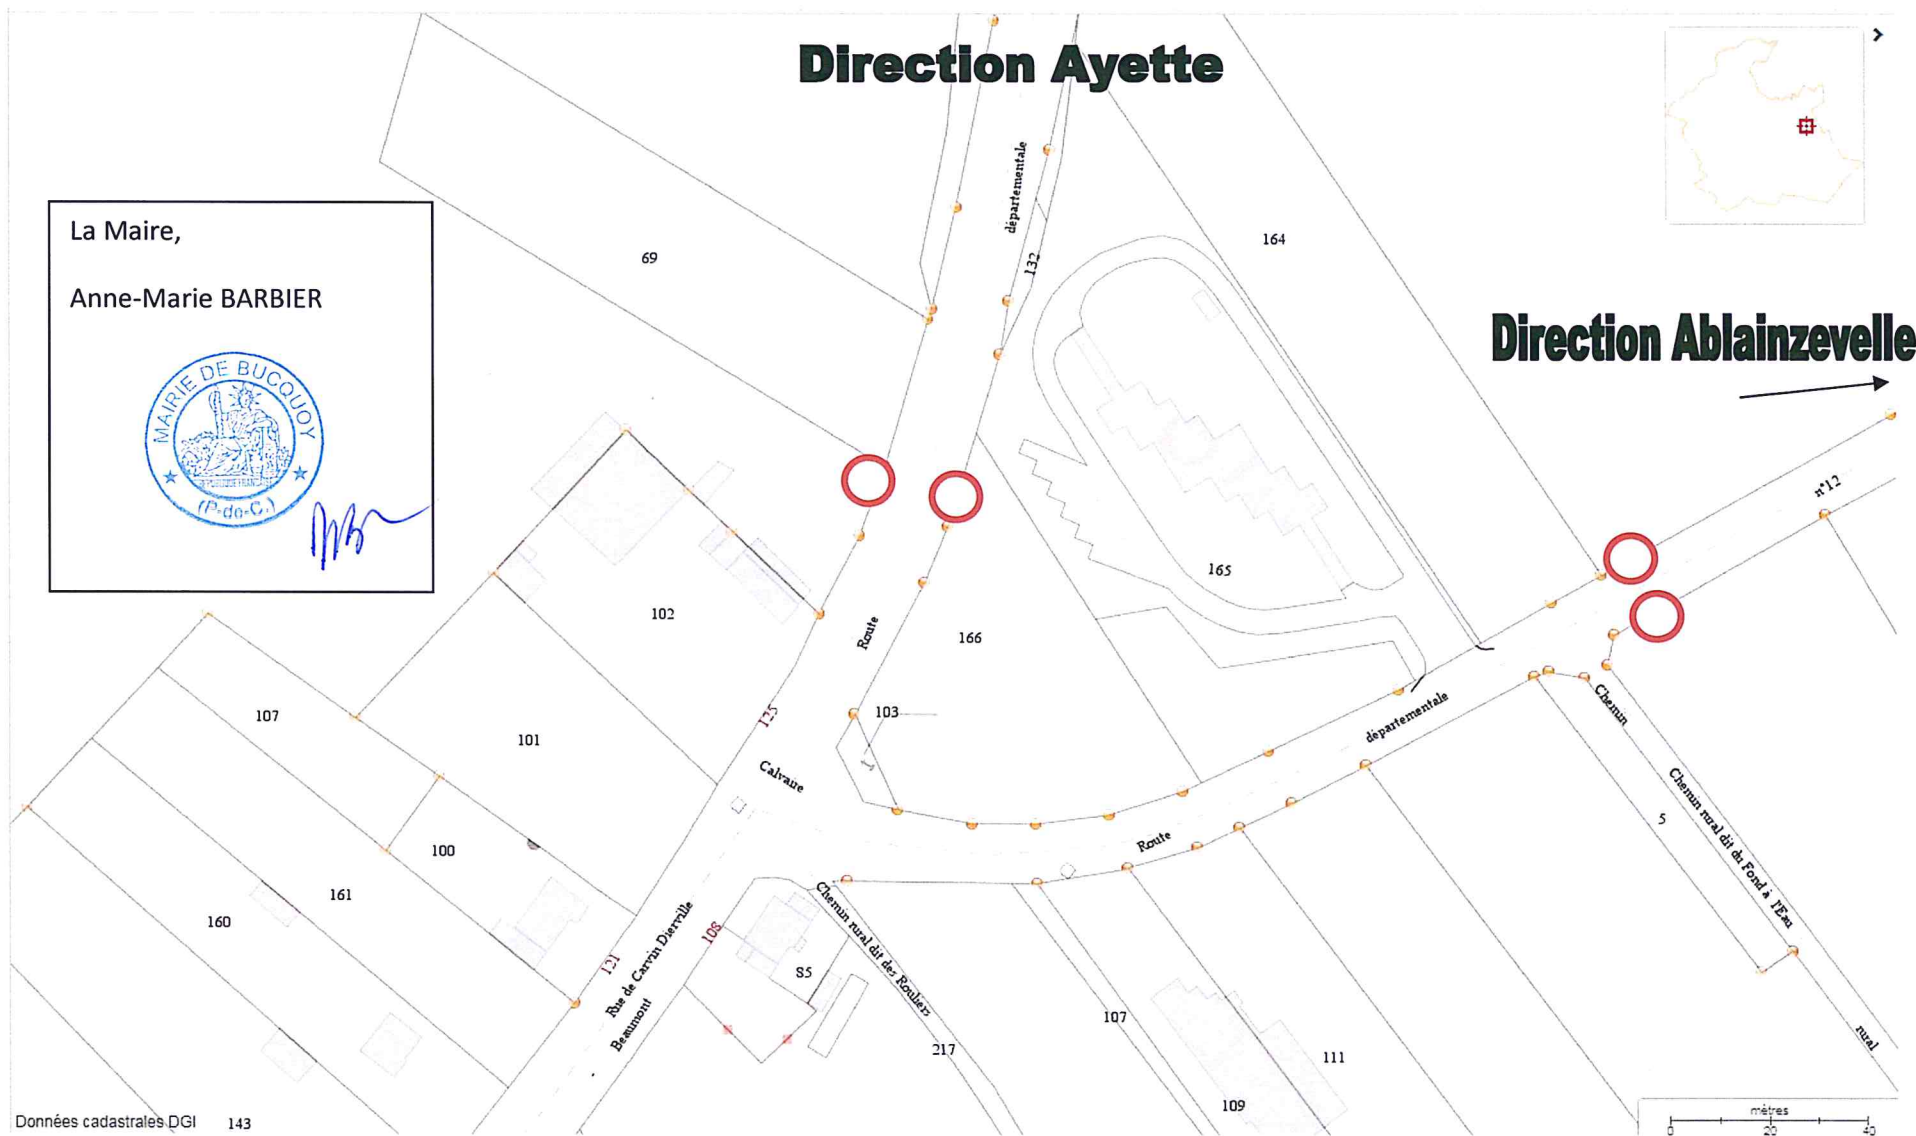 Direction Ayette
La Maire,
Anne-Marie BARBIER
MAIRIE DE BUCQUOY
(P-de-C.)
Direction Ablainzevelle
départementale
132
164
69
n°12
165
102
Route
166
103
1
125
107
101
Calvaire
Chemin
départementale
Chemin rural dit du Fond à l'Eau
5
100
Route
161
160
121
Rue de Carvin Dierville
Beaumont
108
85
Chemin rural dit des Rouliers
217
107
111
109
rural
143
Données cadastrales DGI
mètres
0 20 40